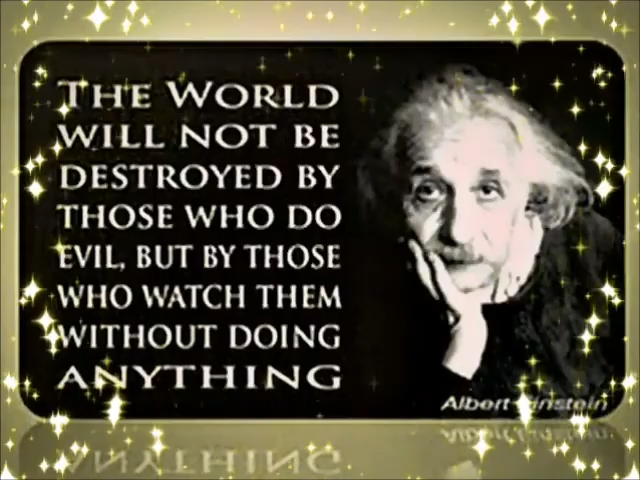 THE WORLD
WILL NOT BE
DESTROYED BY
THOSE WHO DO
EVIL, BUT BY THOSE
WHO WATCH THEM
WITHOUT DOING
ANYTHING
Albert Einstein